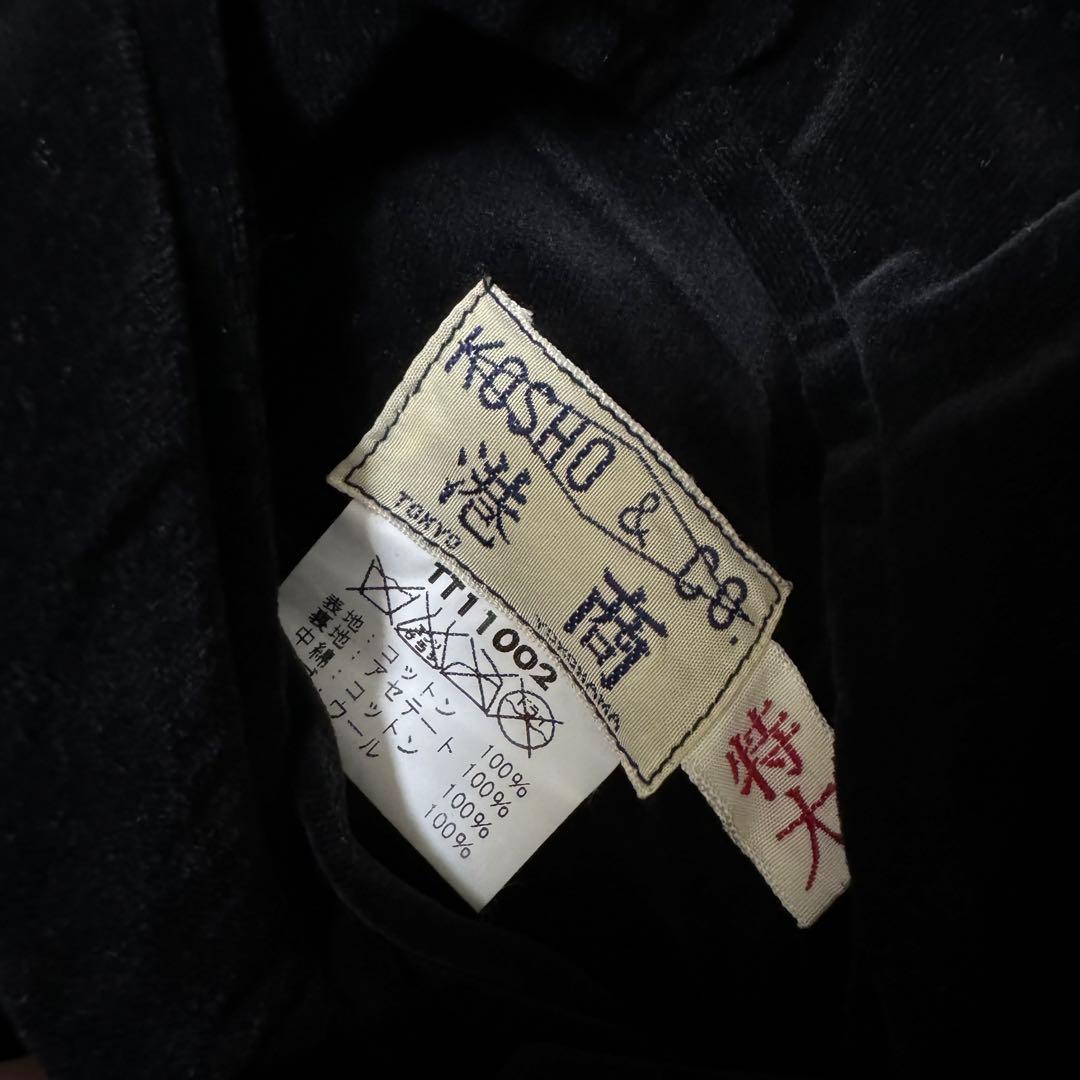 KOSHO & CO.
港商
TOKYO YOKOHAMA
TT11002
表地:コットン 100%
裏地:アセテート 100%
中綿:コットン 100%
ウール 100%
特大